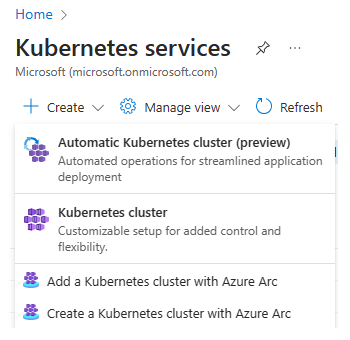 Home >
Kubernetes services
Microsoft (microsoft.onmicrosoft.com)
Create Manage view Refresh
Automatic Kubernetes cluster (preview)
Automated operations for streamlined application
deployment
Kubernetes cluster
Customizable setup for added control and
flexibility.
Add a Kubernetes cluster with Azure Arc
Create a Kubernetes cluster with Azure Arc